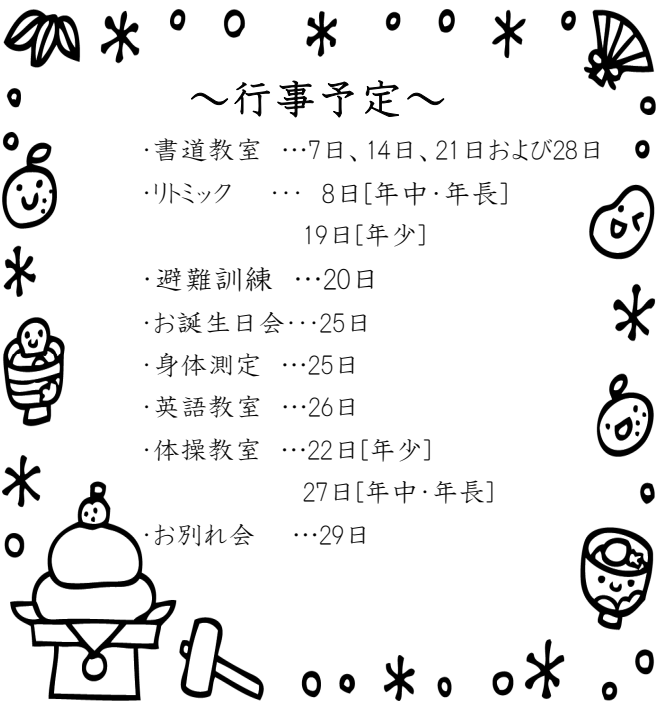 ～行事予定～
·書道教室 …7日、14日、21日および28日
·リトミック … 8日[年中·年長]
19日[年少]
·避難訓練 …20日
·お誕生日会…25日
·身体測定 …25日
·英語教室 …26日
·体操教室 …22日[年少]
27日[年中·年長]
·お別れ会 …29日